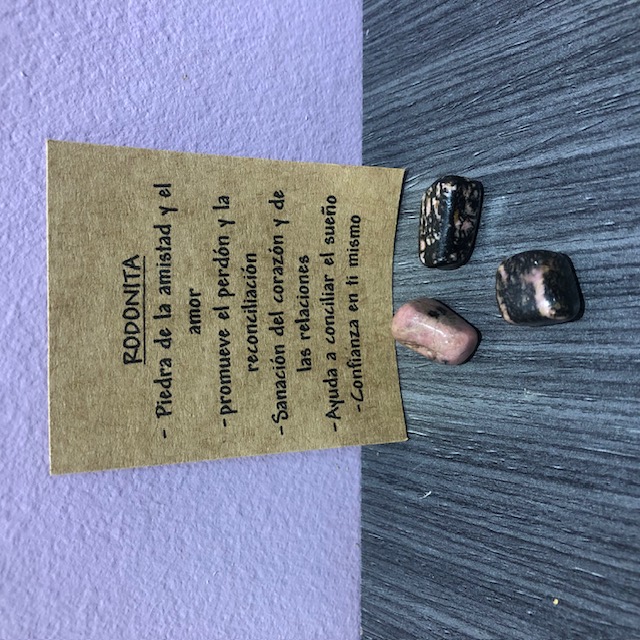 RODONITA
- Piedra de la amistad y el
amor
- promueve el perdón y la
reconciliación
- Sanación del corazón y de
las relaciones
- Ayuda a conciliar el sueño
- Confianza en ti mismo